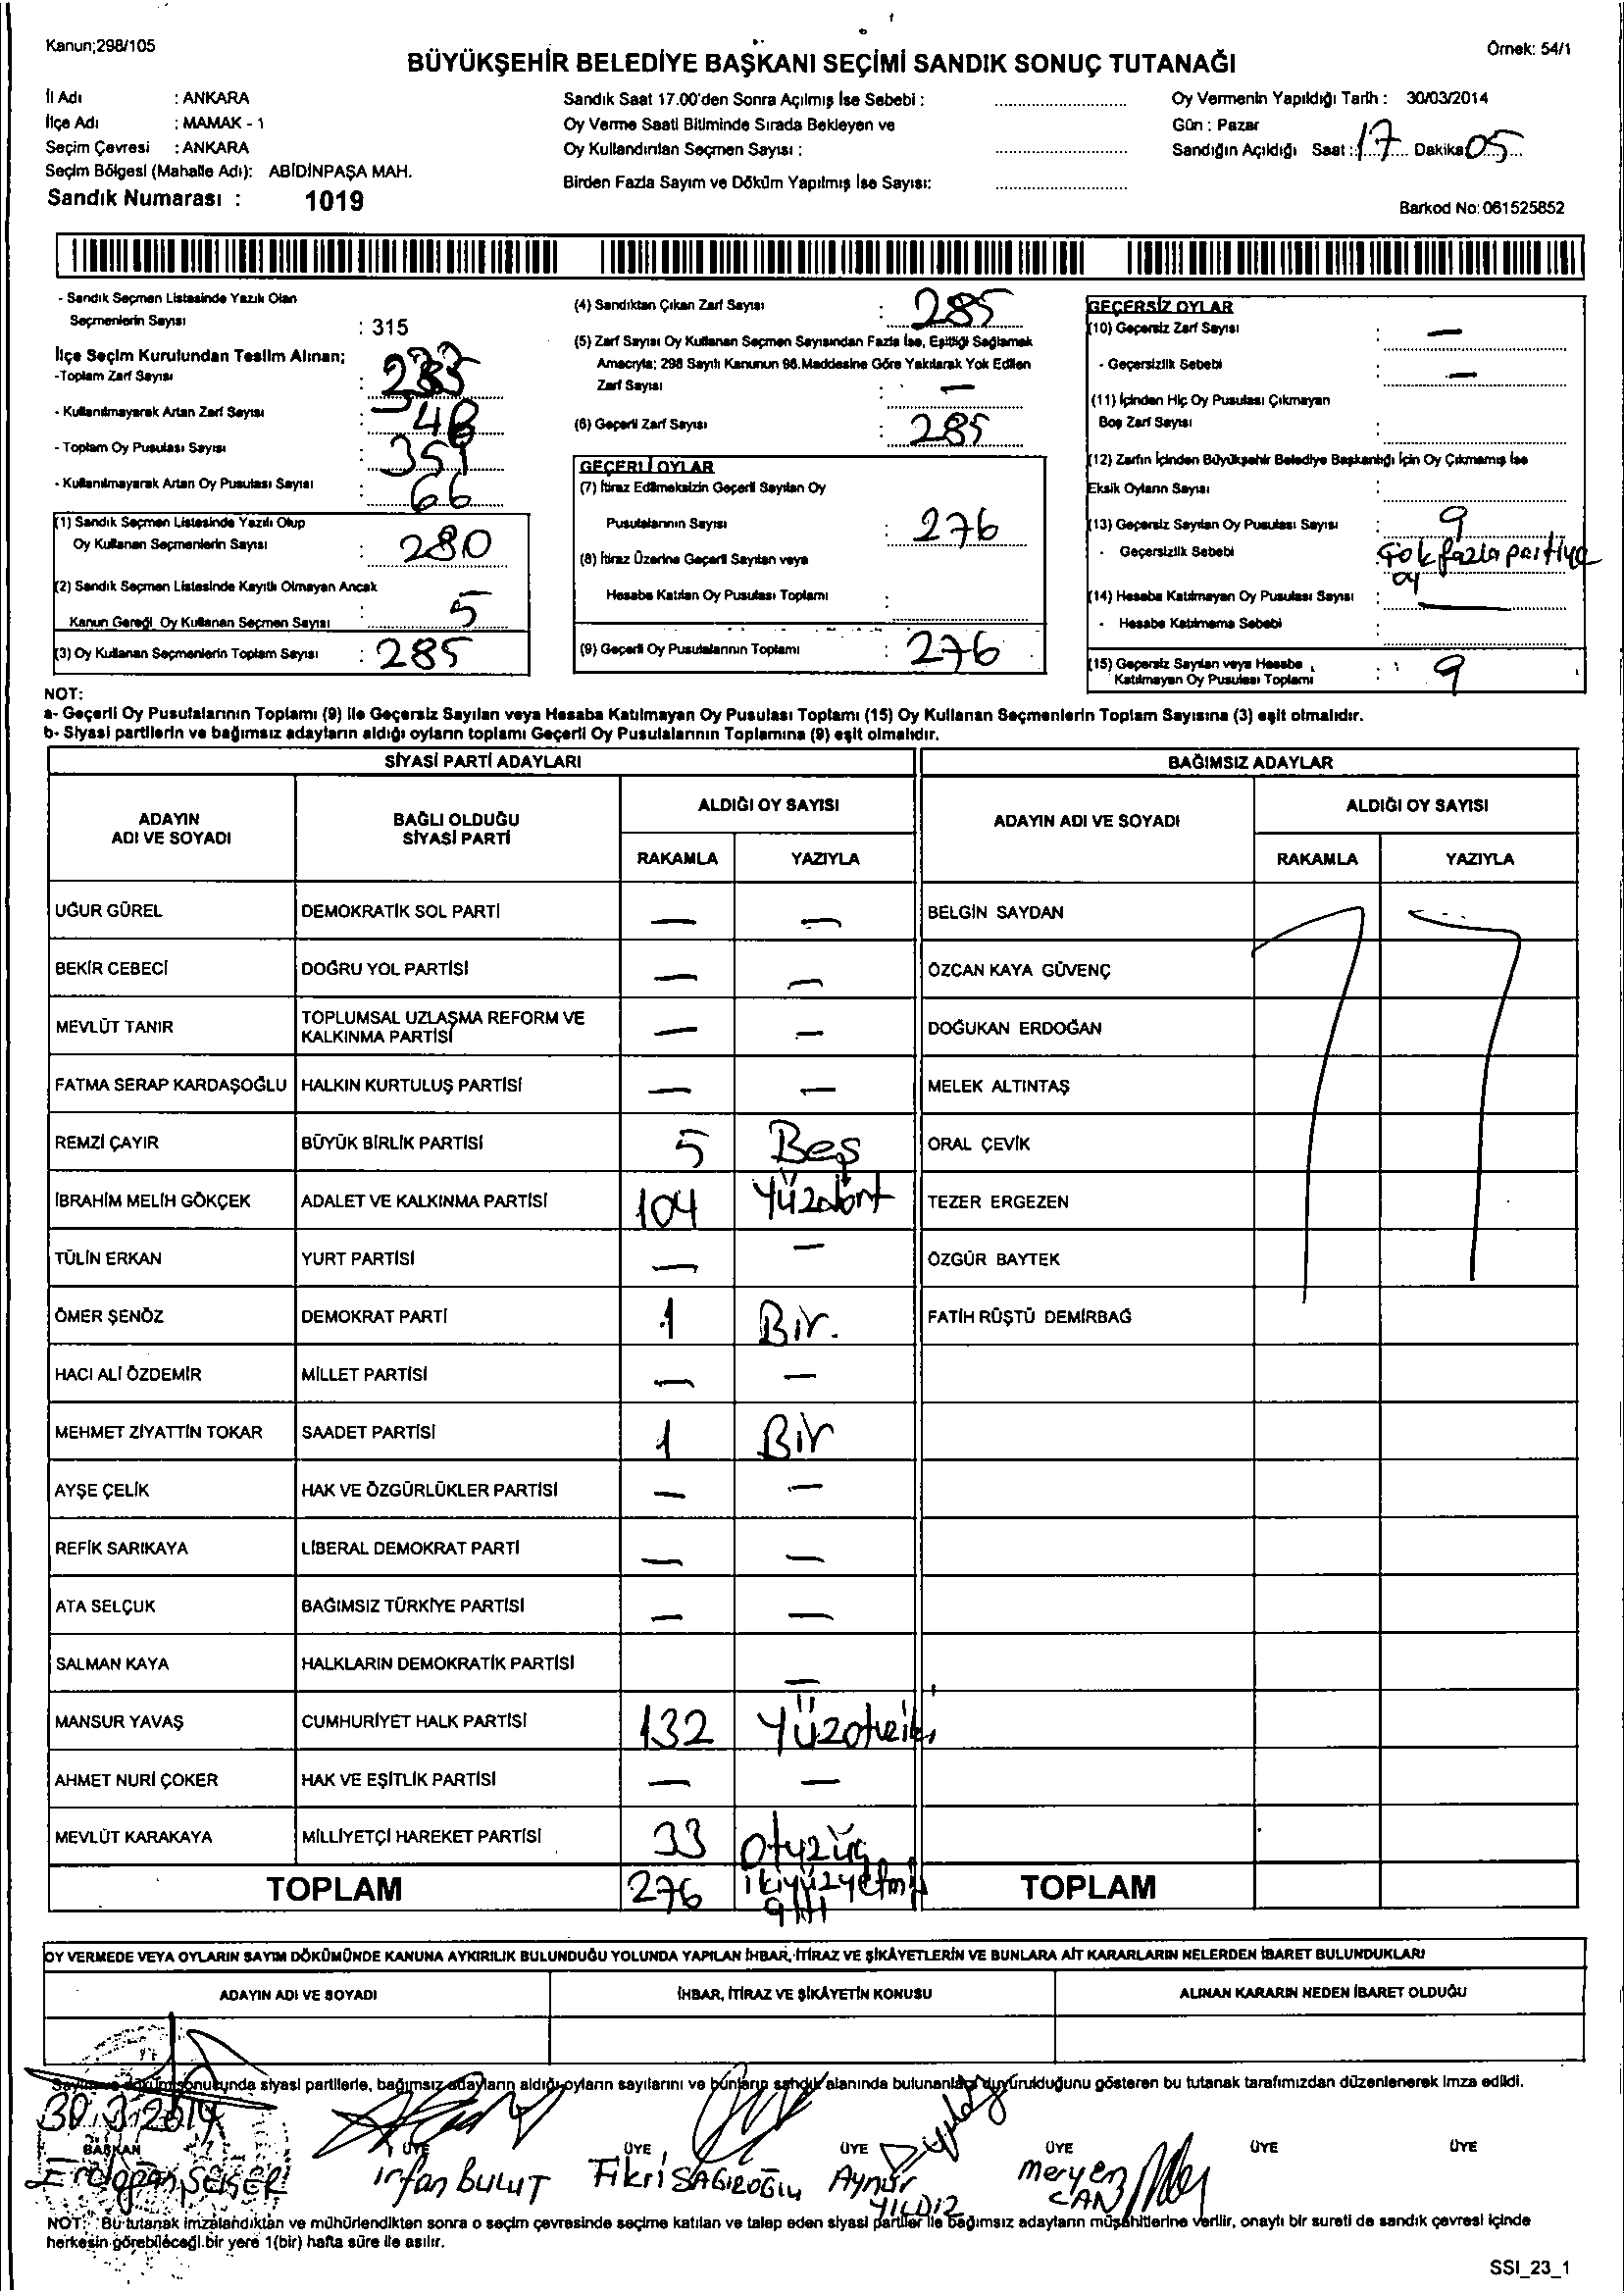 Kanun;298/105
Örnek: 54/1
BÜYÜKŞEHİR BELEDİYE BAŞKANI SEÇİMİ SANDIK SONUÇ TUTANAĞI
İl Adı : ANKARA
İlçe Adı : MAMAK - 1
Seçim Çevresi : ANKARA
Seçim Bölgesi (Mahalle Adı): ABİDİNPAŞA MAH.
Sandık Numarası : 1019
Sandık Saat 17.00'den Sonra Açılmış İse Sebebi :
Oy Verme Saati Bitiminde Sırada Bekleyen ve
Oy Kullandırılan Seçmen Sayısı :
Birden Fazla Sayım ve Döküm Yapılmış İse Sayısı:
Oy Vermenin Yapıldığı Tarih : 30/03/2014
Gün : Pazar
Sandığın Açıldığı Saat : 17 Dakika 05
Barkod No: 061525852
- Sandık Seçmen Listesinde Yazılı Olan
Seçmenlerin Sayısı : 315
İlçe Seçim Kurulundan Teslim Alınan;
-Toplam Zarf Sayısı :
- Kullanılmayarak Artan Zarf Sayısı :
- Toplam Oy Pusulası Sayısı : 351
- Kullanılmayarak Artan Oy Pusulası Sayısı : 66
(1) Sandık Seçmen Listesinde Yazılı Olup
Oy Kullanan Seçmenlerin Sayısı : 280
(2) Sandık Seçmen Listesinde Kayıtlı Olmayan Ancak
Kanun Gereği Oy Kullanan Seçmen Sayısı : 5
(3) Oy Kullanan Seçmenlerin Toplam Sayısı : 285
(4) Sandıktan Çıkan Zarf Sayısı : 285
(5) Zarf Sayısı Oy Kullanan Seçmen Sayısından Fazla İse, Eşitliği Sağlamak
Amacıyla; 298 Sayılı Kanunun 98.Maddesine Göre Yakılarak Yok Edilen
Zarf Sayısı : —
(6) Geçerli Zarf Sayısı : 285
GEÇERLİ OYLAR
(7) İtiraz Edilmeksizin Geçerli Sayılan Oy
Pusulalarının Sayısı : 276
(8) İtiraz Üzerine Geçerli Sayılan veya
Hesaba Katılan Oy Pusulası Toplamı :
(9) Geçerli Oy Pusulalarının Toplamı : 276
GEÇERSİZ OYLAR
(10) Geçersiz Zarf Sayısı : —
- Geçersizlik Sebebi : —
(11) İçinden Hiç Oy Pusulası Çıkmayan
Boş Zarf Sayısı :
(12) Zarfın İçinden Büyükşehir Belediye Başkanlığı İçin Oy Çıkmamış İse
Eksik Oyların Sayısı :
(13) Geçersiz Sayılan Oy Pusulası Sayısı : 9
- Geçersizlik Sebebi : Çok fazla partiye
oy
(14) Hesaba Katılmayan Oy Pusulası Sayısı : —
- Hesaba Katılmama Sebebi :
(15) Geçersiz Sayılan veya Hesaba
Katılmayan Oy Pusulası Toplamı : 9
NOT:
a- Geçerli Oy Pusulalarının Toplamı (9) ile Geçersiz Sayılan veya Hesaba Katılmayan Oy Pusulası Toplamı (15) Oy Kullanan Seçmenlerin Toplam Sayısına (3) eşit olmalıdır.
b- Siyasi partilerin ve bağımsız adayların aldığı oyların toplamı Geçerli Oy Pusulalarının Toplamına (9) eşit olmalıdır.
SİYASİ PARTİ ADAYLARI
ADAYIN
ADI VE SOYADI
BAĞLI OLDUĞU
SİYASİ PARTİ
ALDIĞI OY SAYISI
RAKAMLA YAZIYLA
UĞUR GÜREL DEMOKRATİK SOL PARTİ — —
BEKİR CEBECİ DOĞRU YOL PARTİSİ — —
MEVLÜT TANIR TOPLUMSAL UZLAŞMA REFORM VE
KALKINMA PARTİSİ — —
FATMA SERAP KARDAŞOĞLU HALKIN KURTULUŞ PARTİSİ — —
REMZİ ÇAYIR BÜYÜK BİRLİK PARTİSİ 5 Beş
İBRAHİM MELİH GÖKÇEK ADALET VE KALKINMA PARTİSİ 104 Yüzdört
TÜLİN ERKAN YURT PARTİSİ — —
ÖMER ŞENÖZ DEMOKRAT PARTİ 1 Bir.
HACI ALİ ÖZDEMİR MİLLET PARTİSİ — —
MEHMET ZİYATTİN TOKAR SAADET PARTİSİ 1 Bir
AYŞE ÇELİK HAK VE ÖZGÜRLÜKLER PARTİSİ — —
REFİK SARIKAYA LİBERAL DEMOKRAT PARTİ — —
ATA SELÇUK BAĞIMSIZ TÜRKİYE PARTİSİ — —
SALMAN KAYA HALKLARIN DEMOKRATİK PARTİSİ —
MANSUR YAVAŞ CUMHURİYET HALK PARTİSİ 132
AHMET NURİ ÇOKER HAK VE EŞİTLİK PARTİSİ — —
MEVLÜT KARAKAYA MİLLİYETÇİ HAREKET PARTİSİ 33 Otuzüç
TOPLAM 276 ikiyüzyetmiş
altı
BAĞIMSIZ ADAYLAR
ADAYIN ADI VE SOYADI
ALDIĞI OY SAYISI
RAKAMLA YAZIYLA
BELGİN SAYDAN
ÖZCAN KAYA GÜVENÇ
DOĞUKAN ERDOĞAN
MELEK ALTINTAŞ
ORAL ÇEVİK
TEZER ERGEZEN
ÖZGÜR BAYTEK
FATİH RÜŞTÜ DEMİRBAĞ
TOPLAM
OY VERMEDE VEYA OYLARIN SAYIM DÖKÜMÜNDE KANUNA AYKIRILIK BULUNDUĞU YOLUNDA YAPILAN İHBAR, İTİRAZ VE ŞİKÂYETLERİN VE BUNLARA AİT KARARLARIN NELERDEN İBARET BULUNDUKLARI
ADAYIN ADI VE SOYADI İHBAR, İTİRAZ VE ŞİKÂYETİN KONUSU ALINAN KARARIN NEDEN İBARET OLDUĞU
Sayım ve döküm sonucunda siyasi partilerle, bağımsız adayların aldığı oyların sayılarını ve bunların sandık alanında bulunanlara duyurulduğunu gösteren bu tutanak tarafımızdan düzenlenerek imza edildi.
30.3.2014
BAŞKAN ÜYE ÜYE ÜYE ÜYE ÜYE ÜYE
Erdoğan ŞEKER İrfan BULUT Fikri SAĞIROĞLU Aynur YILDIZ Meryem CAN
NOT: Bu tutanak imzalandıktan ve mühürlendikten sonra o seçim çevresinde seçime katılan ve talep eden siyasi partiler ile bağımsız adayların müşahitlerine verilir, onaylı bir sureti de sandık çevresi içinde
herkesin görebileceği bir yere 1(bir) hafta süre ile asılır.
SSI_23_1